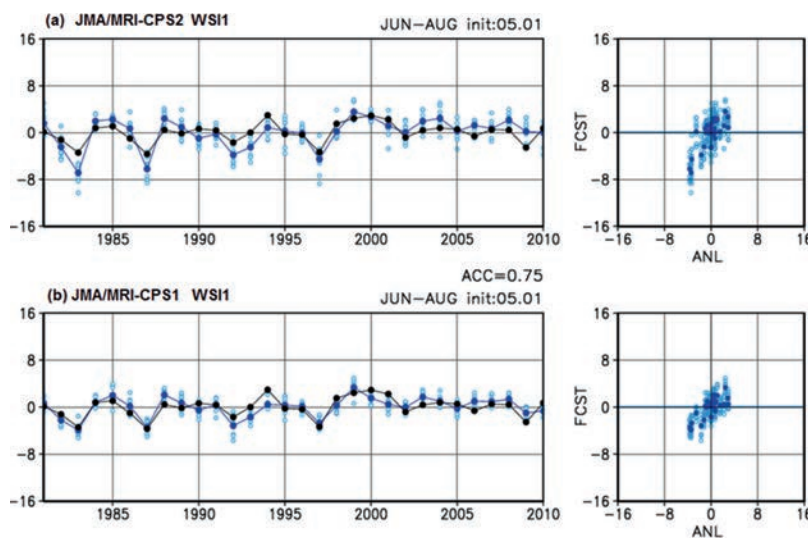 (a) JMA/MRI-CPS2 WSI1
JUN−AUG init:05.01
16
8
0
−8
−16
1985 1990 1995 2000 2005 2010
FCST
16
8
0
−8
−16
−16 −8 0 8 16
ANL
ACC=0.75
(b) JMA/MRI-CPS1 WSI1
JUN−AUG init:05.01
16
8
0
−8
−16
1985 1990 1995 2000 2005 2010
FCST
16
8
0
−8
−16
−16 −8 0 8 16
ANL